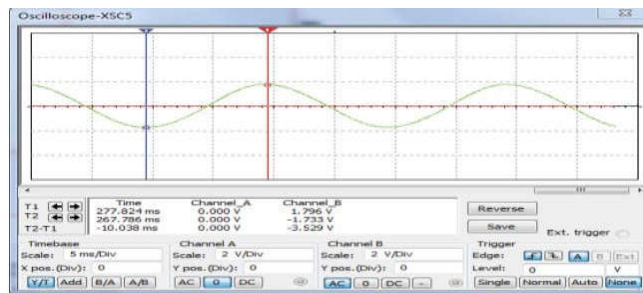 Oscilloscope-XSC5
Time Channel_A Channel_B
T1 277.824 ms 0.000 V 1.796 V
T2 267.786 ms 0.000 V -1.733 V
T2-T1 -10.038 ms 0.000 V -3.529 V
Reverse
Save
Ext. trigger
Timebase
Scale: 5 ms/Div
X pos.(Div): 0
Y/T Add B/A A/B
Channel A
Scale: 2 V/Div
Y pos.(Div): 0
AC 0 DC
Channel B
Scale: 2 V/Div
Y pos.(Div): 0
AC 0 DC -
Trigger
Edge: A B Ext
Level: 0 V
Single Normal Auto None